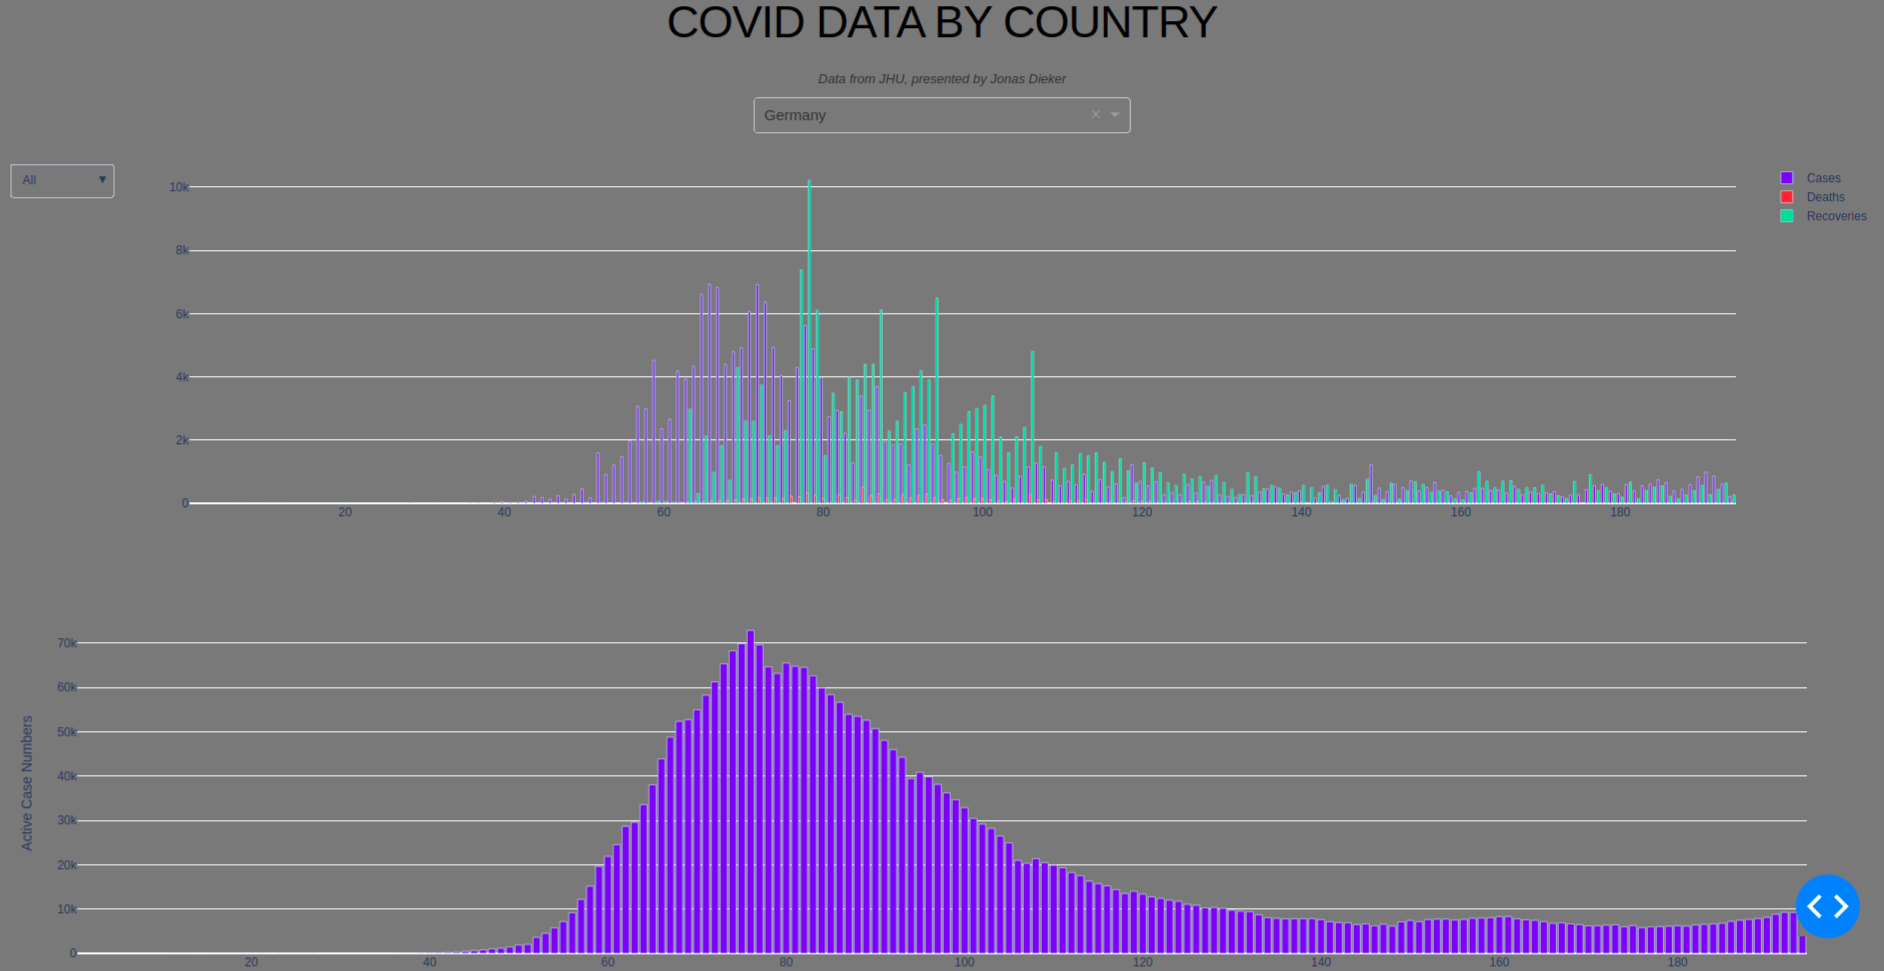 COVID DATA BY COUNTRY
Data from JHU, presented by Jonas Dieker
Germany × 
All ▼
Cases
Deaths
Recoveries
10k
8k
6k
4k
2k
0
20 40 60 80 100 120 140 160 180
Active Case Numbers
70k
60k
50k
40k
30k
20k
10k
0
20 40 60 80 100 120 140 160 180